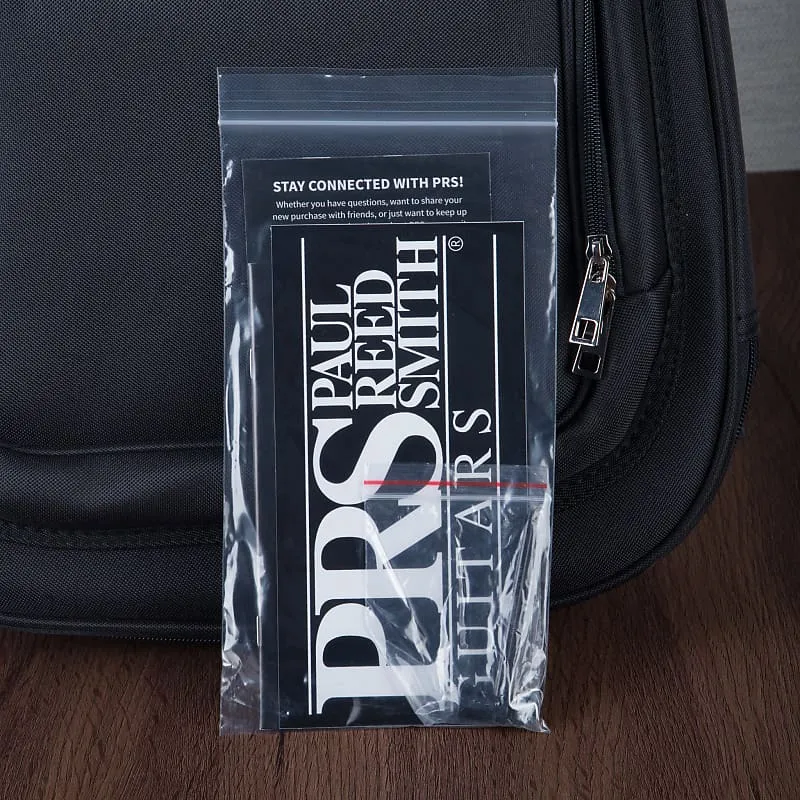 STAY CONNECTED WITH PRS!
Whether you have questions, want to share your
new purchase with friends, or just want to keep up
PAUL
REED
SMITH®
PRS
GUITARS